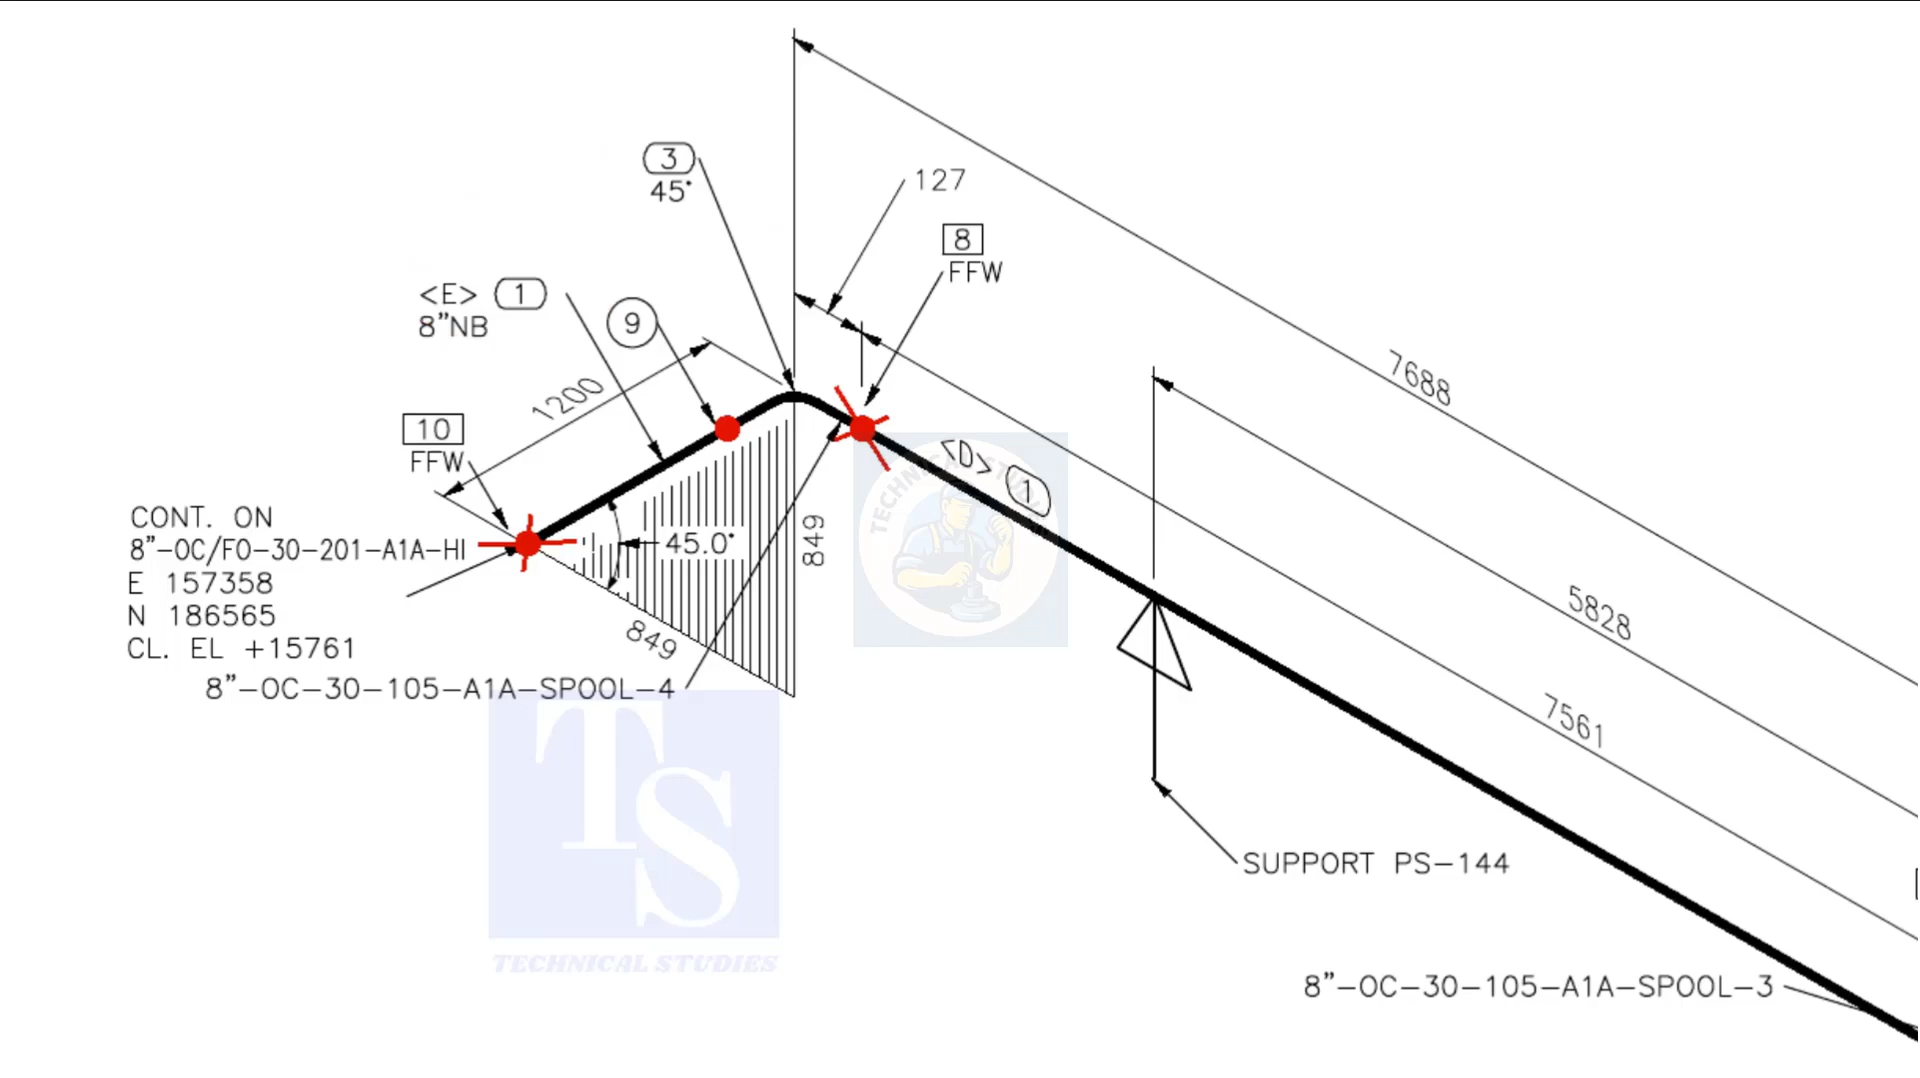 3
45°
127
8
FFW
7688
<E> 1
8”NB
9
1200
10
FFW
<D> 1
CONT. ON
8”-OC/FO-30-201-A1A-HI
E 157358
N 186565
CL. EL +15761
45.0°
849
849
5828
7561
8”-OC-30-105-A1A-SPOOL-4
TECHNICAL STUDI
TS
TECHNICAL STUDIES
SUPPORT PS-144
8”-OC-30-105-A1A-SPOOL-3